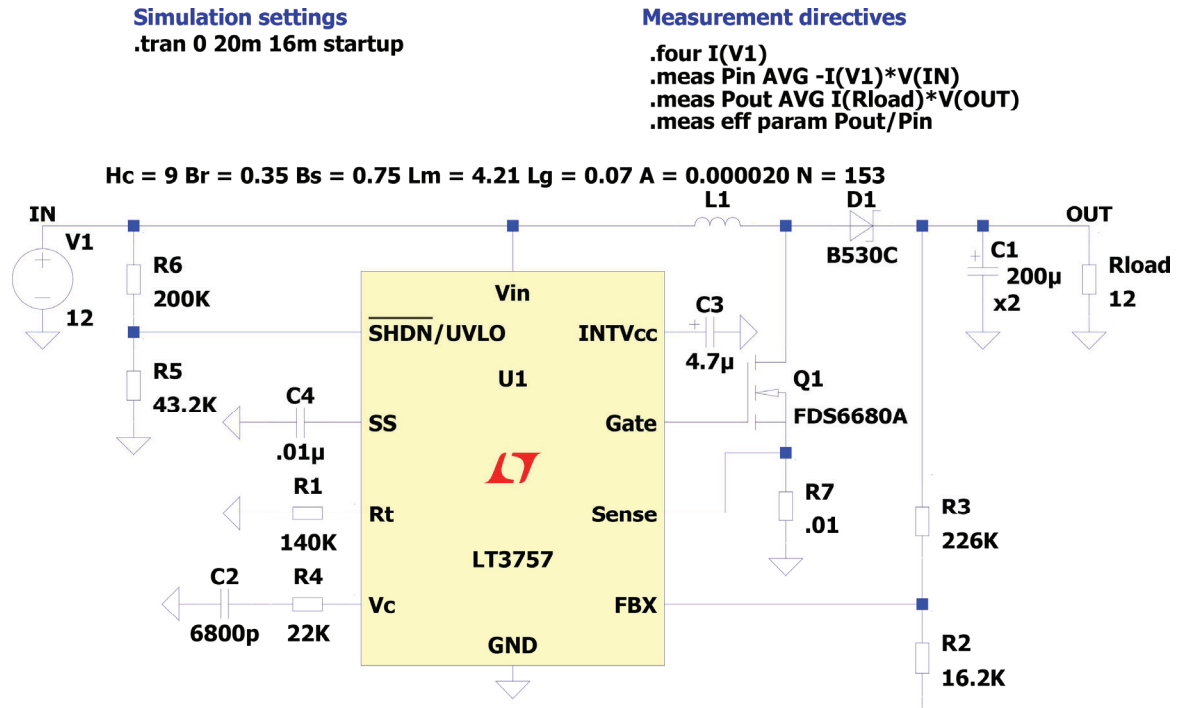 Simulation settings
.tran 0 20m 16m startup
Measurement directives
.four I(V1)
.meas Pin AVG -I(V1)*V(IN)
.meas Pout AVG I(Rload)*V(OUT)
.meas eff param Pout/Pin
Hc = 9 Br = 0.35 Bs = 0.75 Lm = 4.21 Lg = 0.07 A = 0.000020 N = 153
IN
V1
12
R6
200K
R5
43.2K
C4
.01µ
R1
140K
C2
6800p
R4
22K
Vin
SHDN/UVLO
INTVcc
U1
SS
Gate
Rt
Sense
LT3757
Vc
FBX
GND
C3
4.7µ
L1
D1
B530C
Q1
FDS6680A
R7
.01
OUT
C1
200µ
x2
Rload
12
R3
226K
R2
16.2K